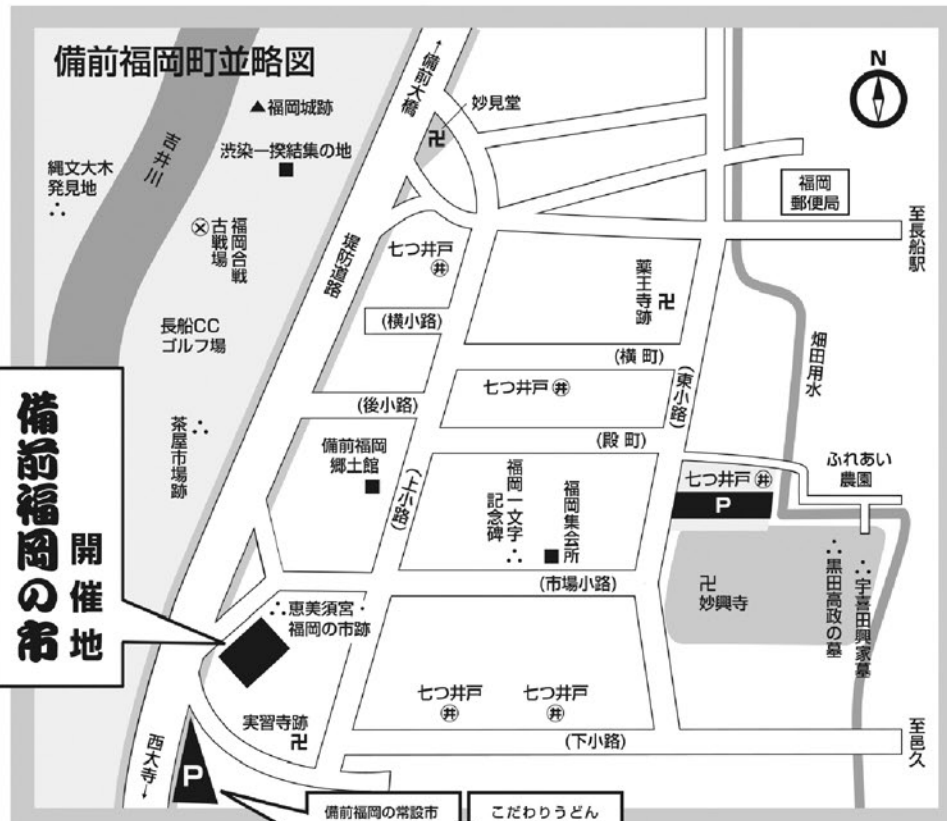 備前福岡町並略図
N
←備前大橋
妙見堂
卍
▲福岡城跡
渋染一揆結集の地
吉井川
縄文大木
発見地
福岡合戦
古戦場
堤防道路
七つ井戸 井
(横小路)
薬王寺跡
卍
福岡
郵便局
至長船駅
長船CC
ゴルフ場
(横町)
七つ井戸 井
(東小路)
畑田用水
(後小路)
(殿町)
茶屋市場跡
備前福岡
郷土館
(上小路)
福岡一文字
記念碑
福岡集会所
七つ井戸 井
P
ふれあい
農園
備前福岡の市
開催地
(市場小路)
恵美須宮・
福岡の市跡
卍
妙興寺
黒田高政の墓
宇喜田興家墓
実習寺跡
卍
七つ井戸
井
七つ井戸
井
(下小路)
至邑久
西大寺→
P
備前福岡の常設市
こだわりうどん